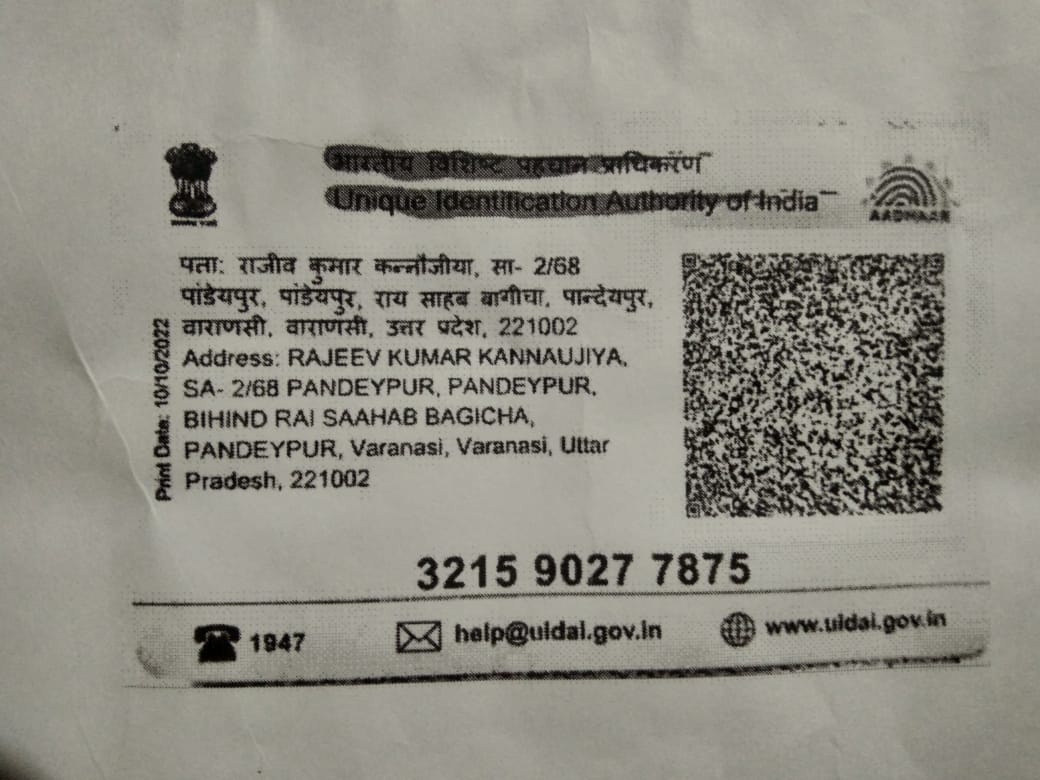 भारतीय विशिष्ट पहचान प्राधिकरण
Unique Identification Authority of India
AADHAAR
पता: राजीव कुमार कन्नौजीया, सा- 2/68
पांडेयपुर, पांडेयपुर, राय साहब बागीचा, पान्देयपुर,
वाराणसी, वाराणसी, उत्तर प्रदेश, 221002
Address: RAJEEV KUMAR KANNAUJIYA,
SA- 2/68 PANDEYPUR, PANDEYPUR,
BIHIND RAI SAAHAB BAGICHA,
PANDEYPUR, Varanasi, Varanasi, Uttar
Pradesh, 221002
Print Date: 10/10/2022
3215 9027 7875
1947
help@uidai.gov.in
www.uidai.gov.in